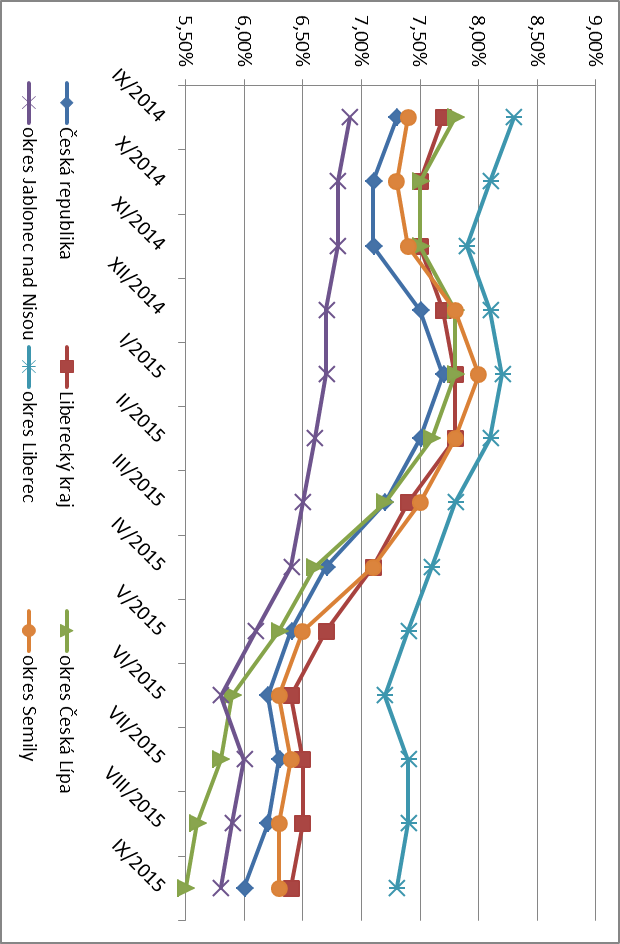 9,00%
8,50%
8,00%
7,50%
7,00%
6,50%
6,00%
5,50%
IX/2014
X/2014
XI/2014
XII/2014
I/2015
II/2015
III/2015
IV/2015
V/2015
VI/2015
VII/2015
VIII/2015
IX/2015
Česká republika
Liberecký kraj
okres Česká Lípa
okres Jablonec nad Nisou
okres Liberec
okres Semily